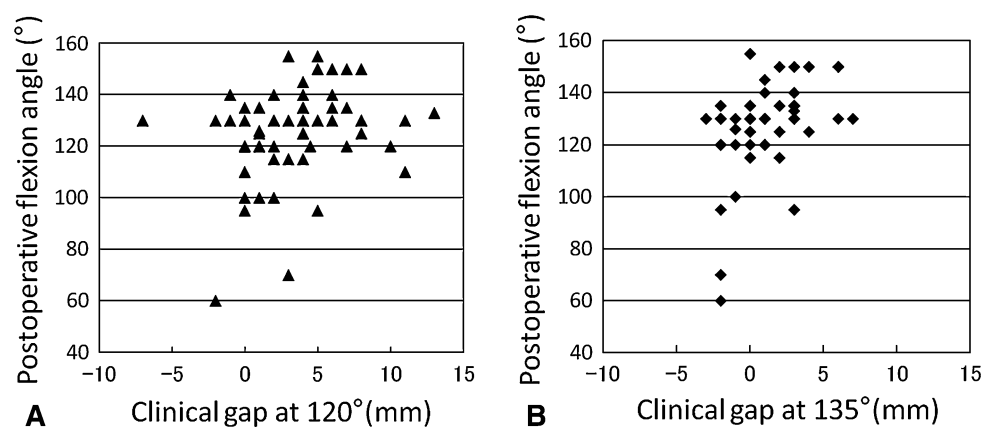 Postoperative flexion angle (°)
160
140
120
100
80
60
40
−10 −5 0 5 10 15
Clinical gap at 120°(mm)
A
Postoperative flexion angle (°)
160
140
120
100
80
60
40
−10 −5 0 5 10 15
Clinical gap at 135°(mm)
B